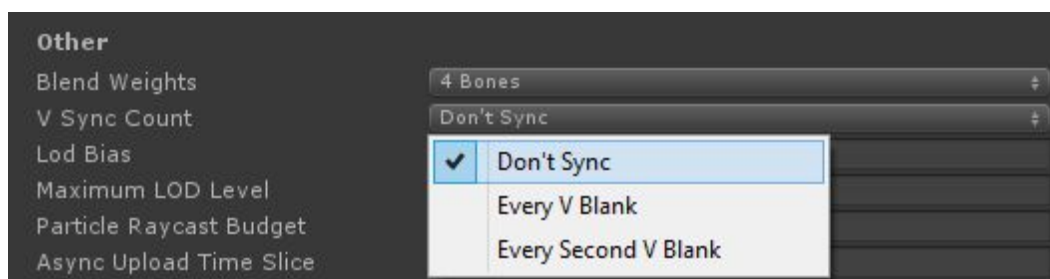 Other
Blend Weights 4 Bones
V Sync Count Don't Sync
Lod Bias Don't Sync
Maximum LOD Level Every V Blank
Particle Raycast Budget Every Second V Blank
Async Upload Time Slice